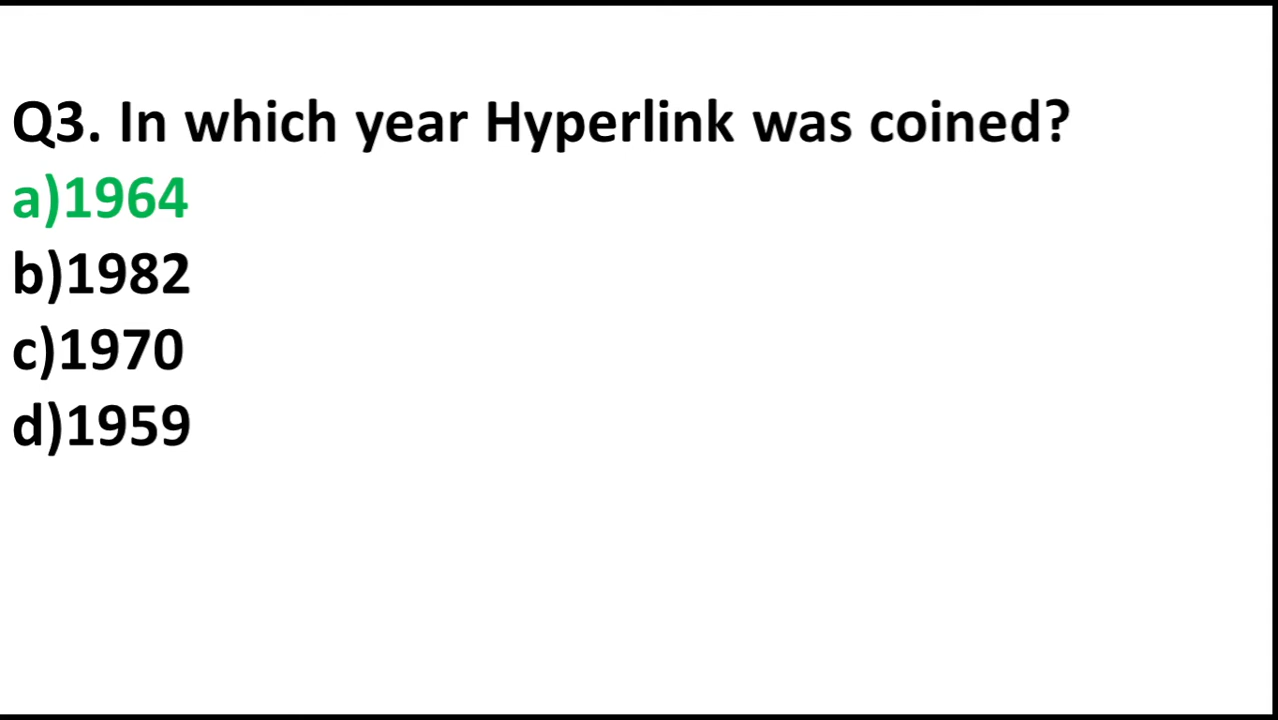 Q3. In which year Hyperlink was coined?
a)1964
b)1982
c)1970
d)1959